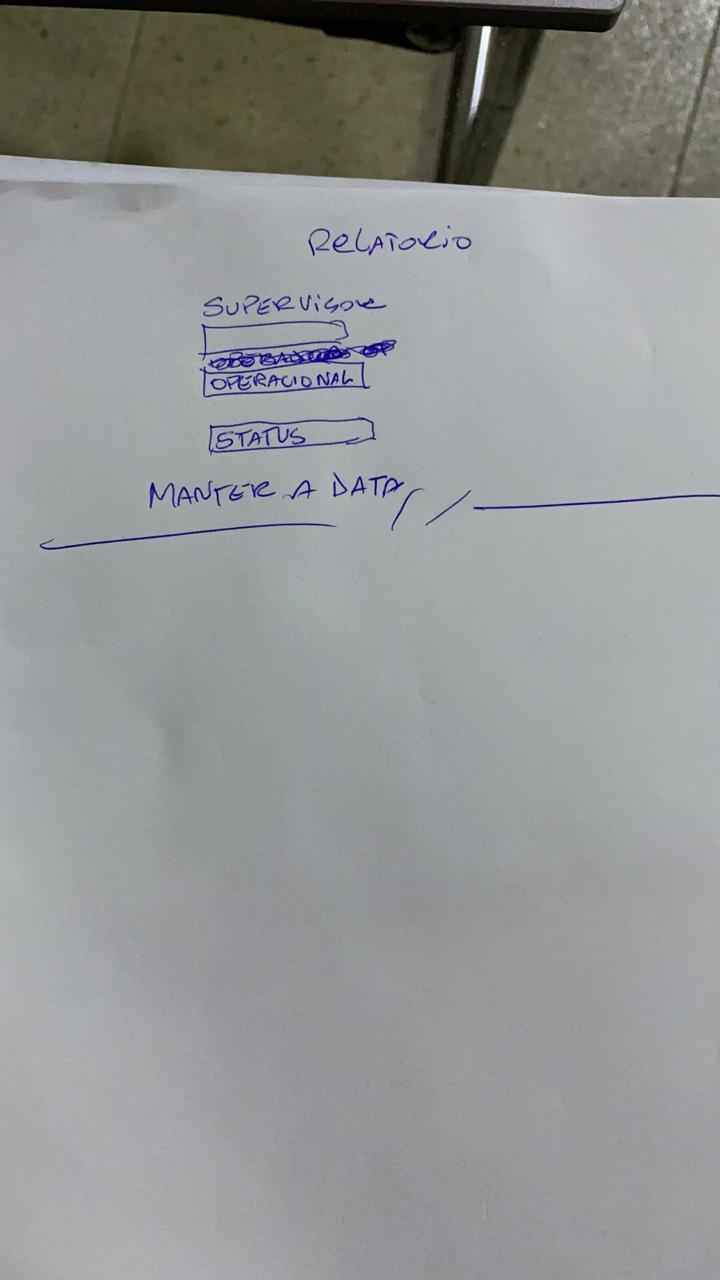 RELATORIO
SUPERVISOR
OPERACIONAL
STATUS
MANTER A DATA / /